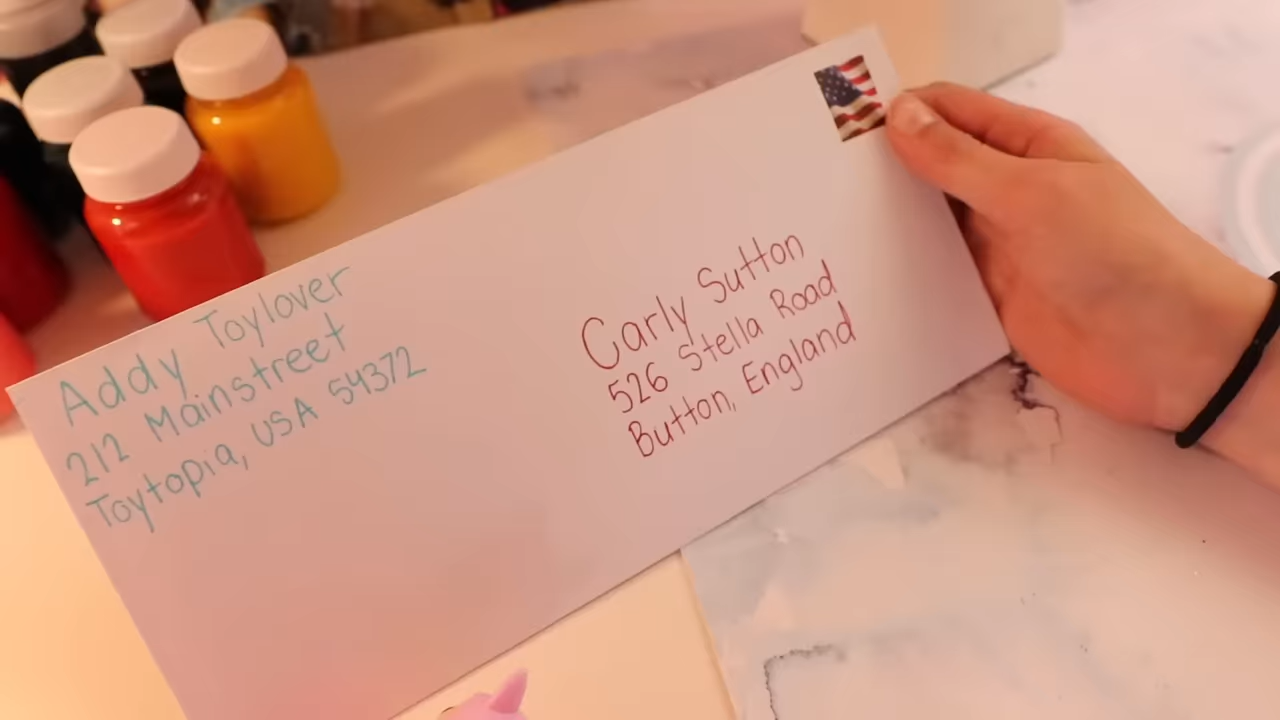 Addy Toylover
212 Mainstreet
Toytopia, USA 54372
Carly Sutton
526 Stella Road
Button, England